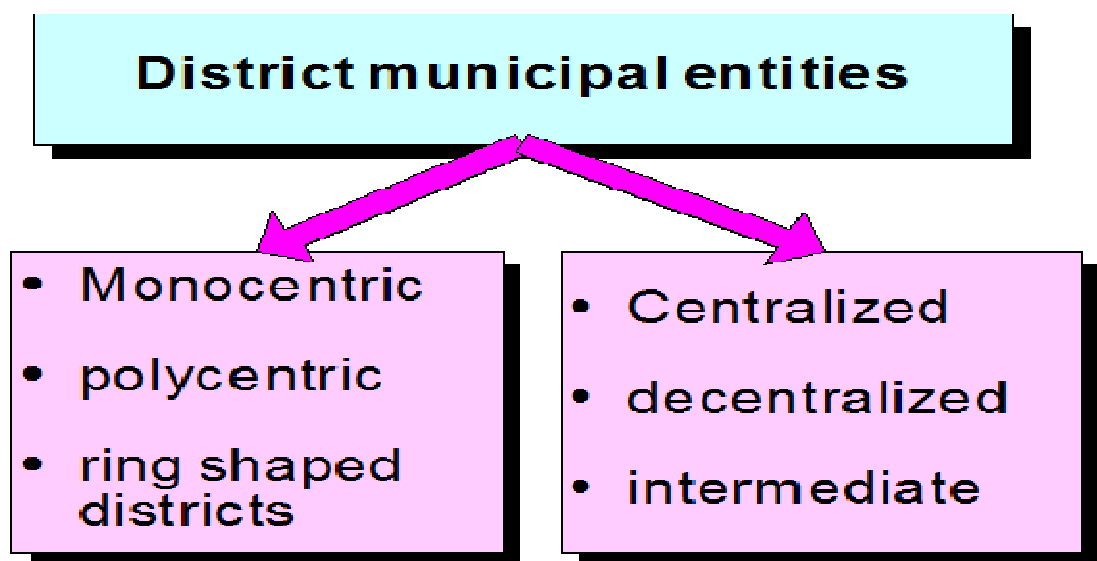 District municipal entities
• Monocentric
• polycentric
• ring shaped
districts
• Centralized
• decentralized
• intermediate